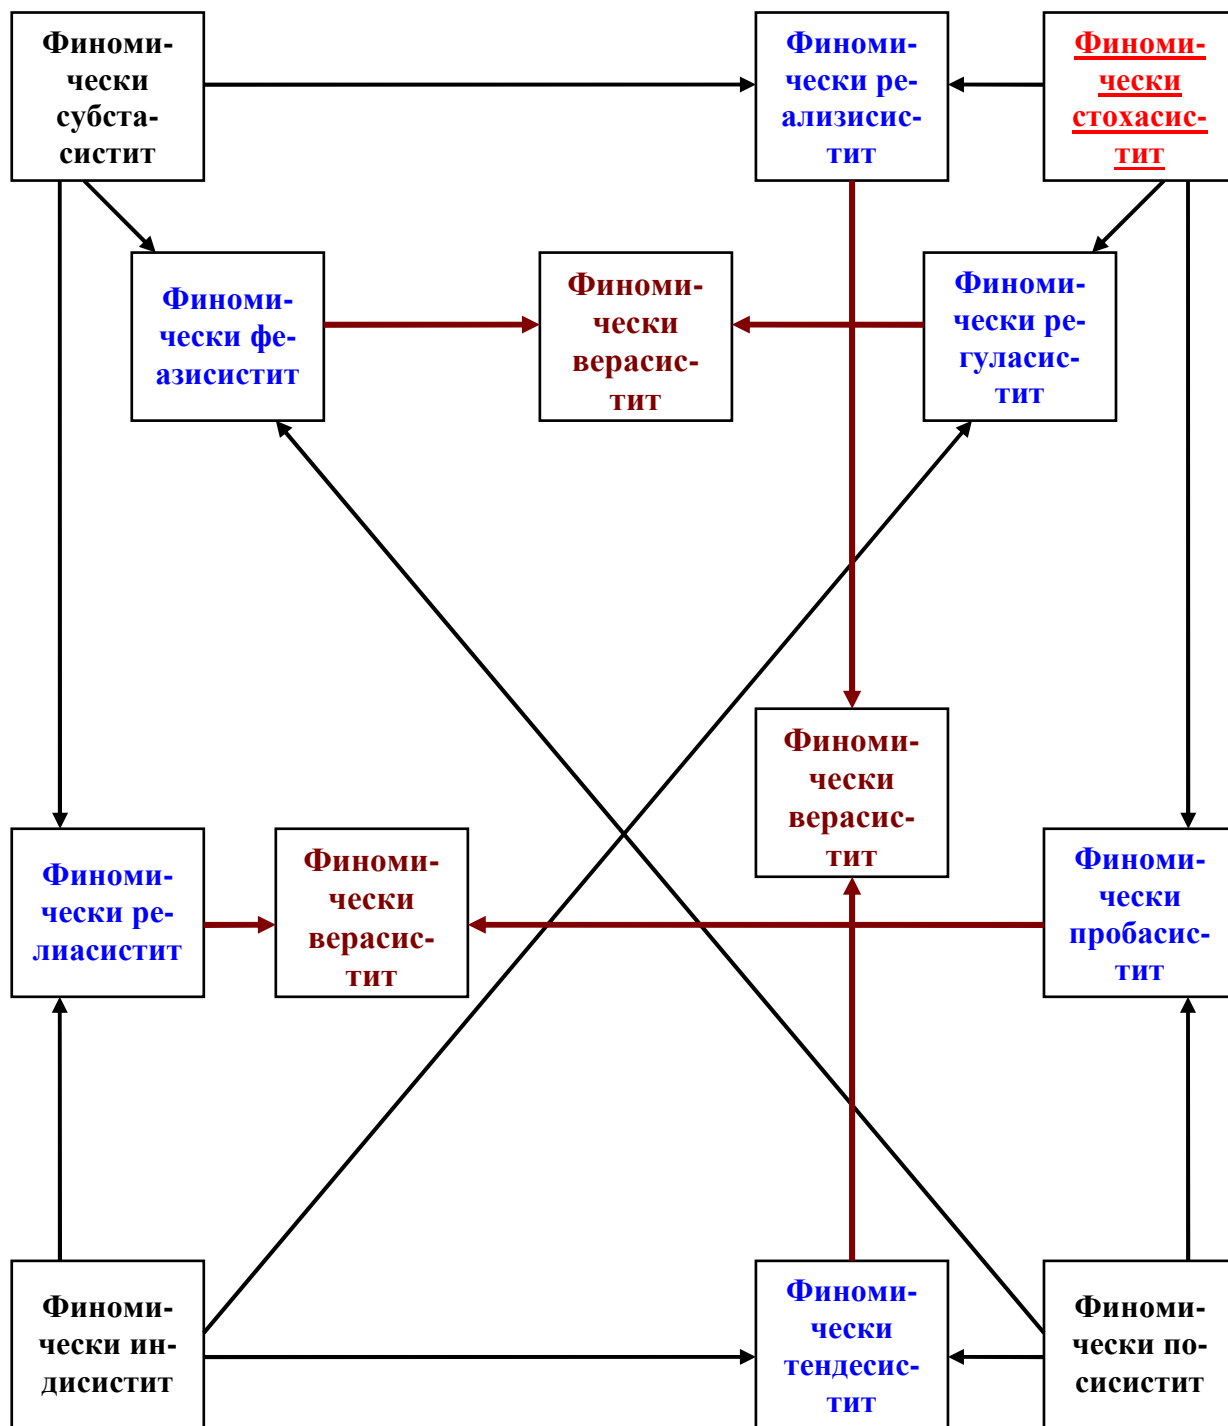 Финоми-
чески
субста-
систит
Финоми-
чески ре-
ализисис-
тит
Финоми-
чески
стохасис-
тит
Финоми-
чески фе-
азисистит
Финоми-
чески
верасис-
тит
Финоми-
чески ре-
гуласис-
тит
Финоми-
чески
верасис-
тит
Финоми-
чески ре-
лиасистит
Финоми-
чески
верасис-
тит
Финоми-
чески
пробасис-
тит
Финоми-
чески ин-
дисистит
Финоми-
чески
тендесис-
тит
Финоми-
чески по-
сисистит